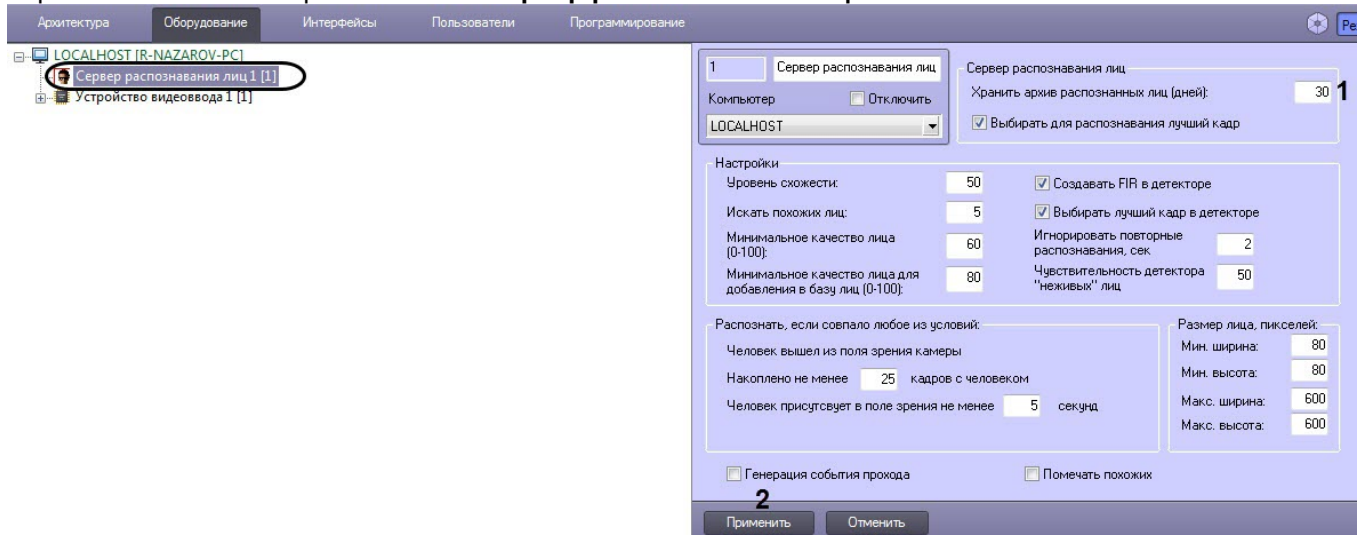 Архитектура Оборудование Интерфейсы Пользователи Программирование
LOCALHOST [R-NAZAROV-PC]
Сервер распознавания лиц 1 [1]
Устройство видеоввода 1 [1]
1 Сервер распознавания лиц
Компьютер Отключить
LOCALHOST
Сервер распознавания лиц
Хранить архив распознанных лиц (дней): 30 1
Выбирать для распознавания лучший кадр
Настройки
Уровень схожести: 50 Создавать FIR в детекторе
Искать похожих лиц: 5 Выбирать лучший кадр в детекторе
Минимальное качество лица
(0-100): 60
Игнорировать повторные
распознавания, сек 2
Минимальное качество лица для
добавления в базу лиц (0-100): 80
Чувствительность детектора
"неживых" лиц 50
Распознать, если совпало любое из условий:
Человек вышел из поля зрения камеры
Накоплено не менее 25 кадров с человеком
Человек присутсвует в поле зрения не менее 5 секунд
Размер лица, пикселей:
Мин. ширина: 80
Мин. высота: 80
Макс. ширина: 600
Макс. высота: 600
Генерация события прохода Помечать похожих
2
Применить Отменить